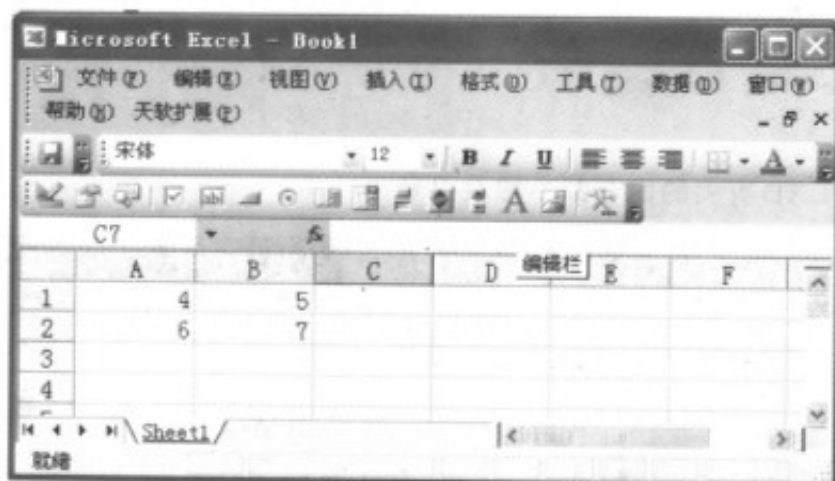 Microsoft Excel - Book1
文件(F) 编辑(E) 视图(V) 插入(I) 格式(O) 工具(T) 数据(D) 窗口(W)
帮助(H) 天软扩展(E)
宋体 12 B I U A
ab| A
C7 fx
编辑栏
A B C D E F
1 4 5
2 6 7
3
4
Sheet1
就绪